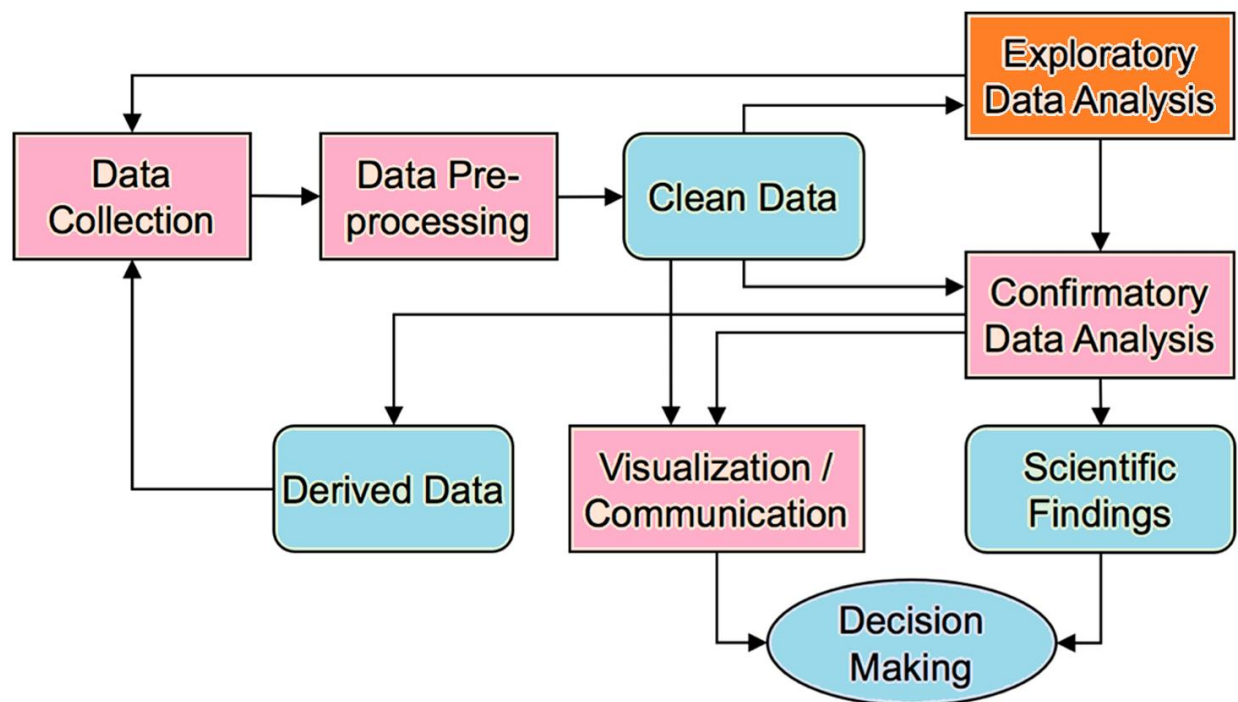 Exploratory
Data Analysis
Data
Collection
Data Pre-
processing
Clean Data
Confirmatory
Data Analysis
Derived Data
Visualization /
Communication
Scientific
Findings
Decision
Making